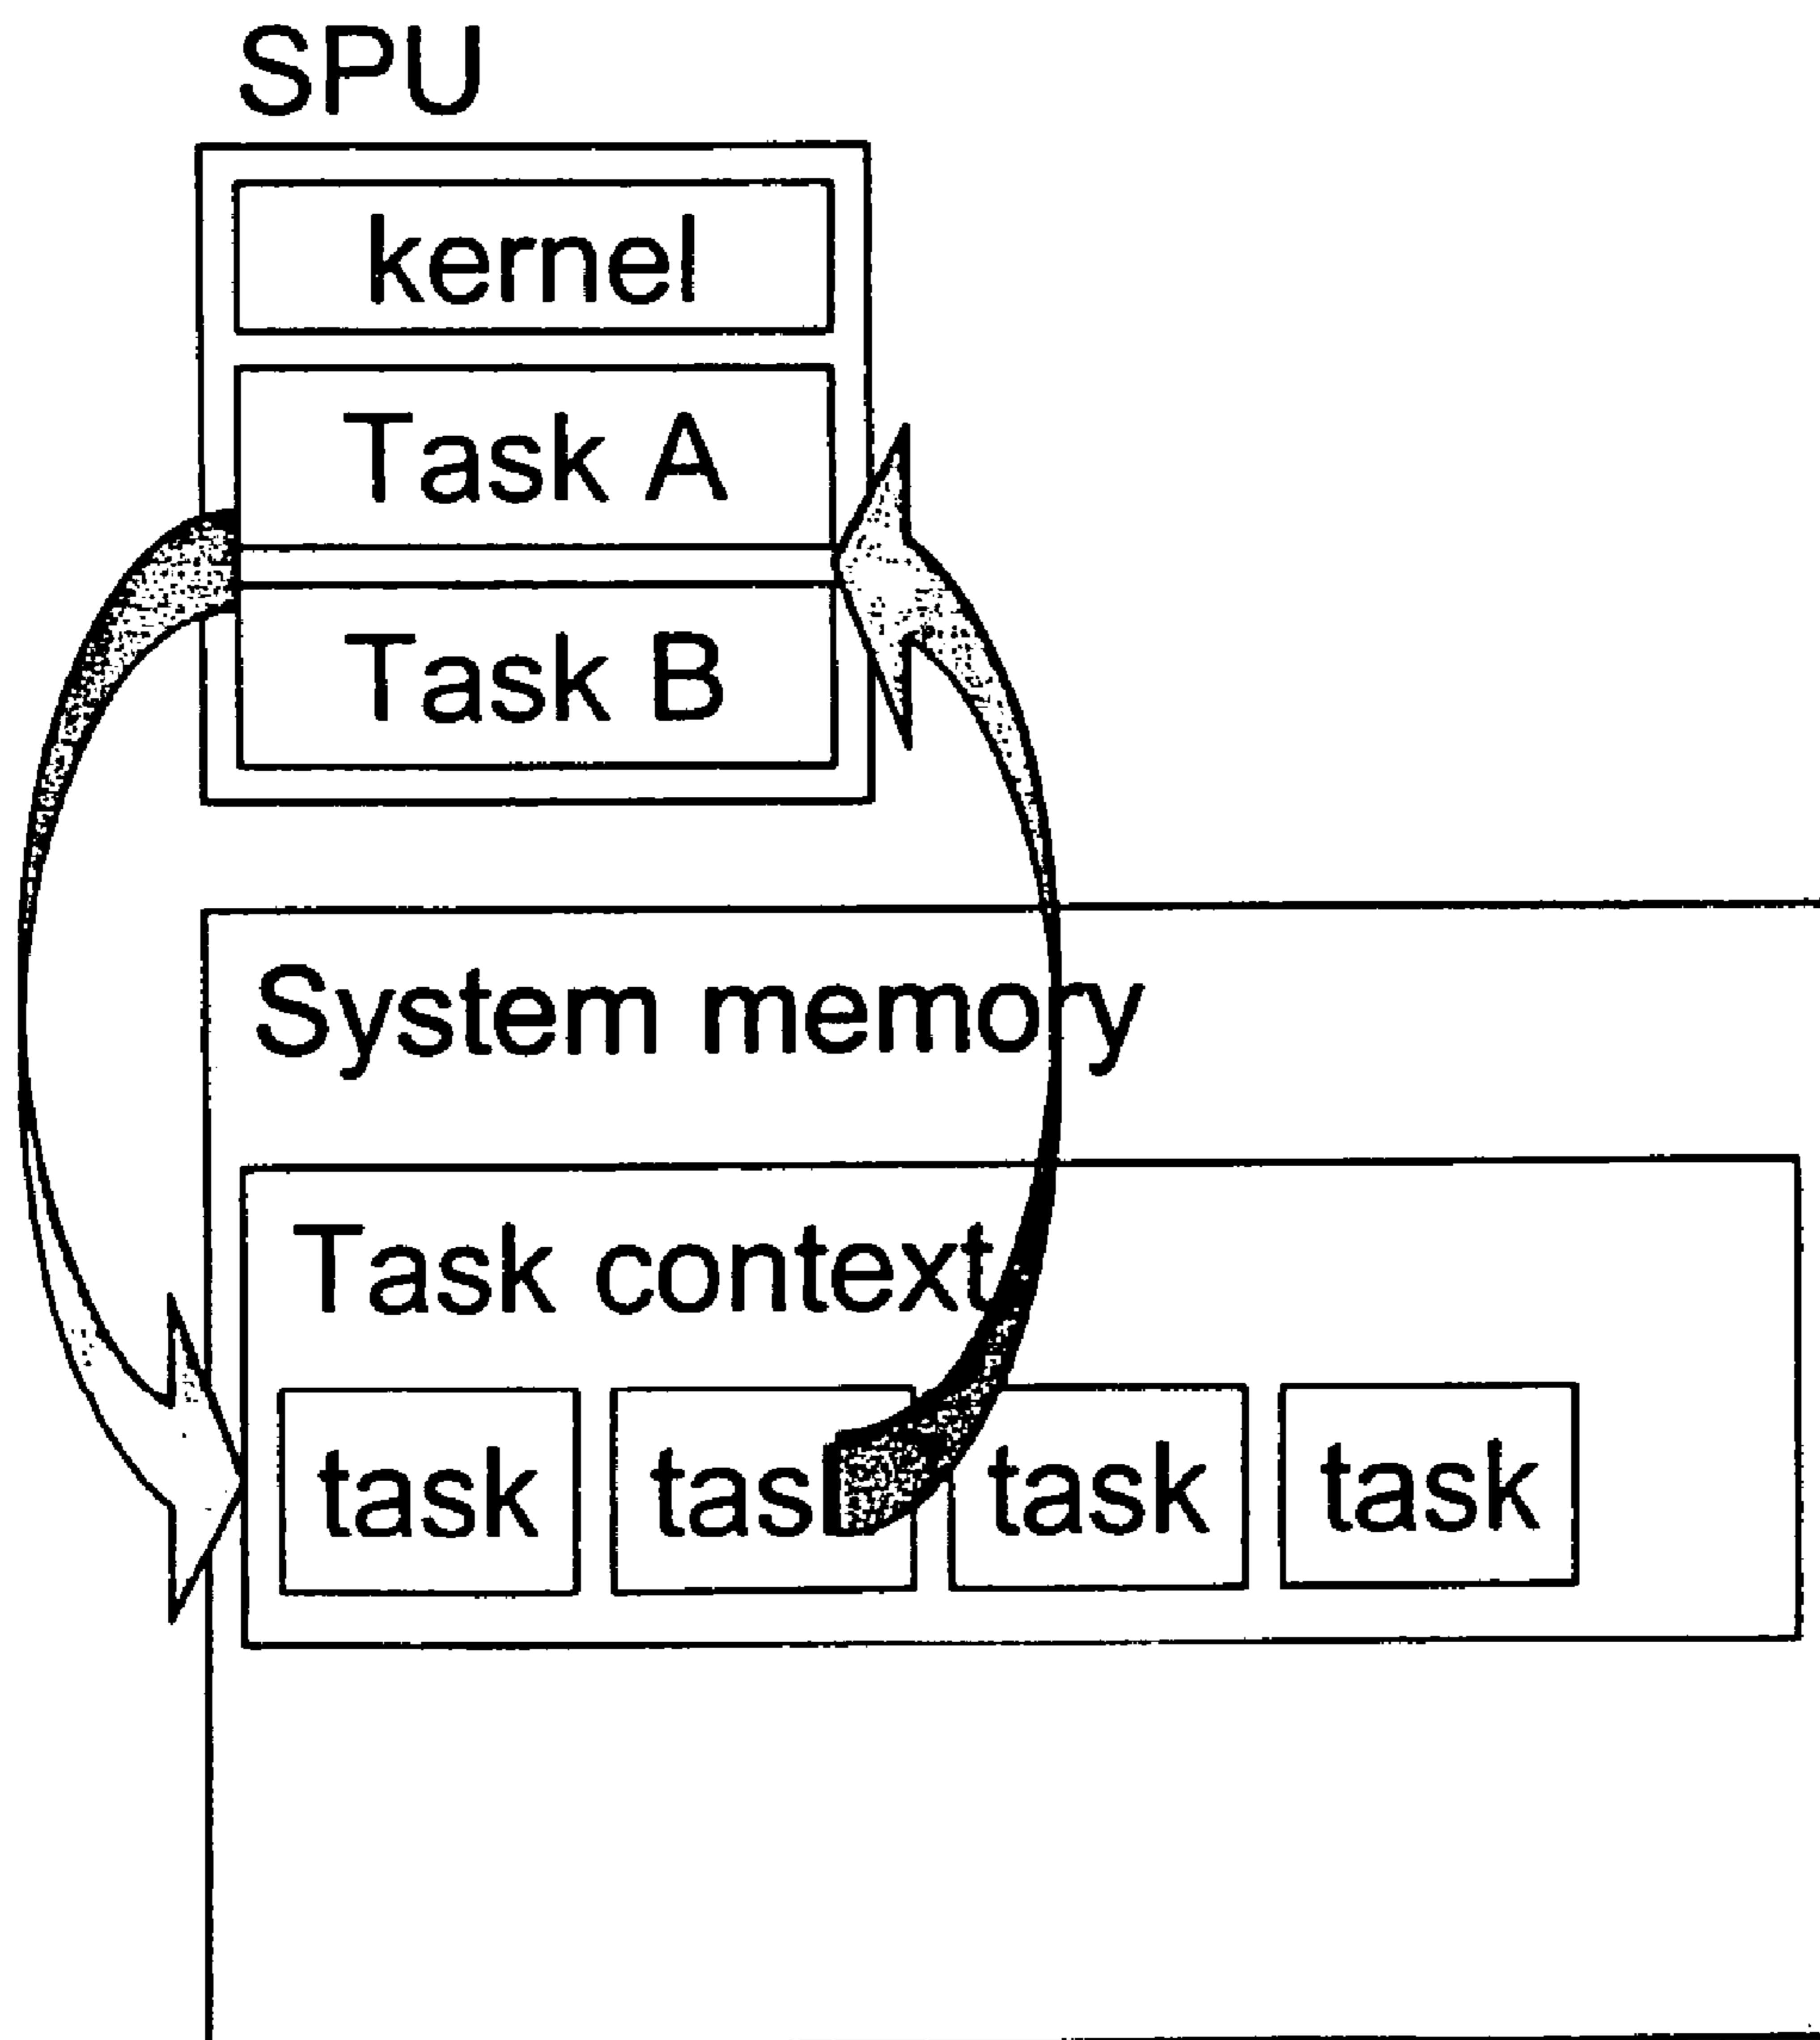 SPU
kernel
Task A
Task B
System memory
Task context
task task task task